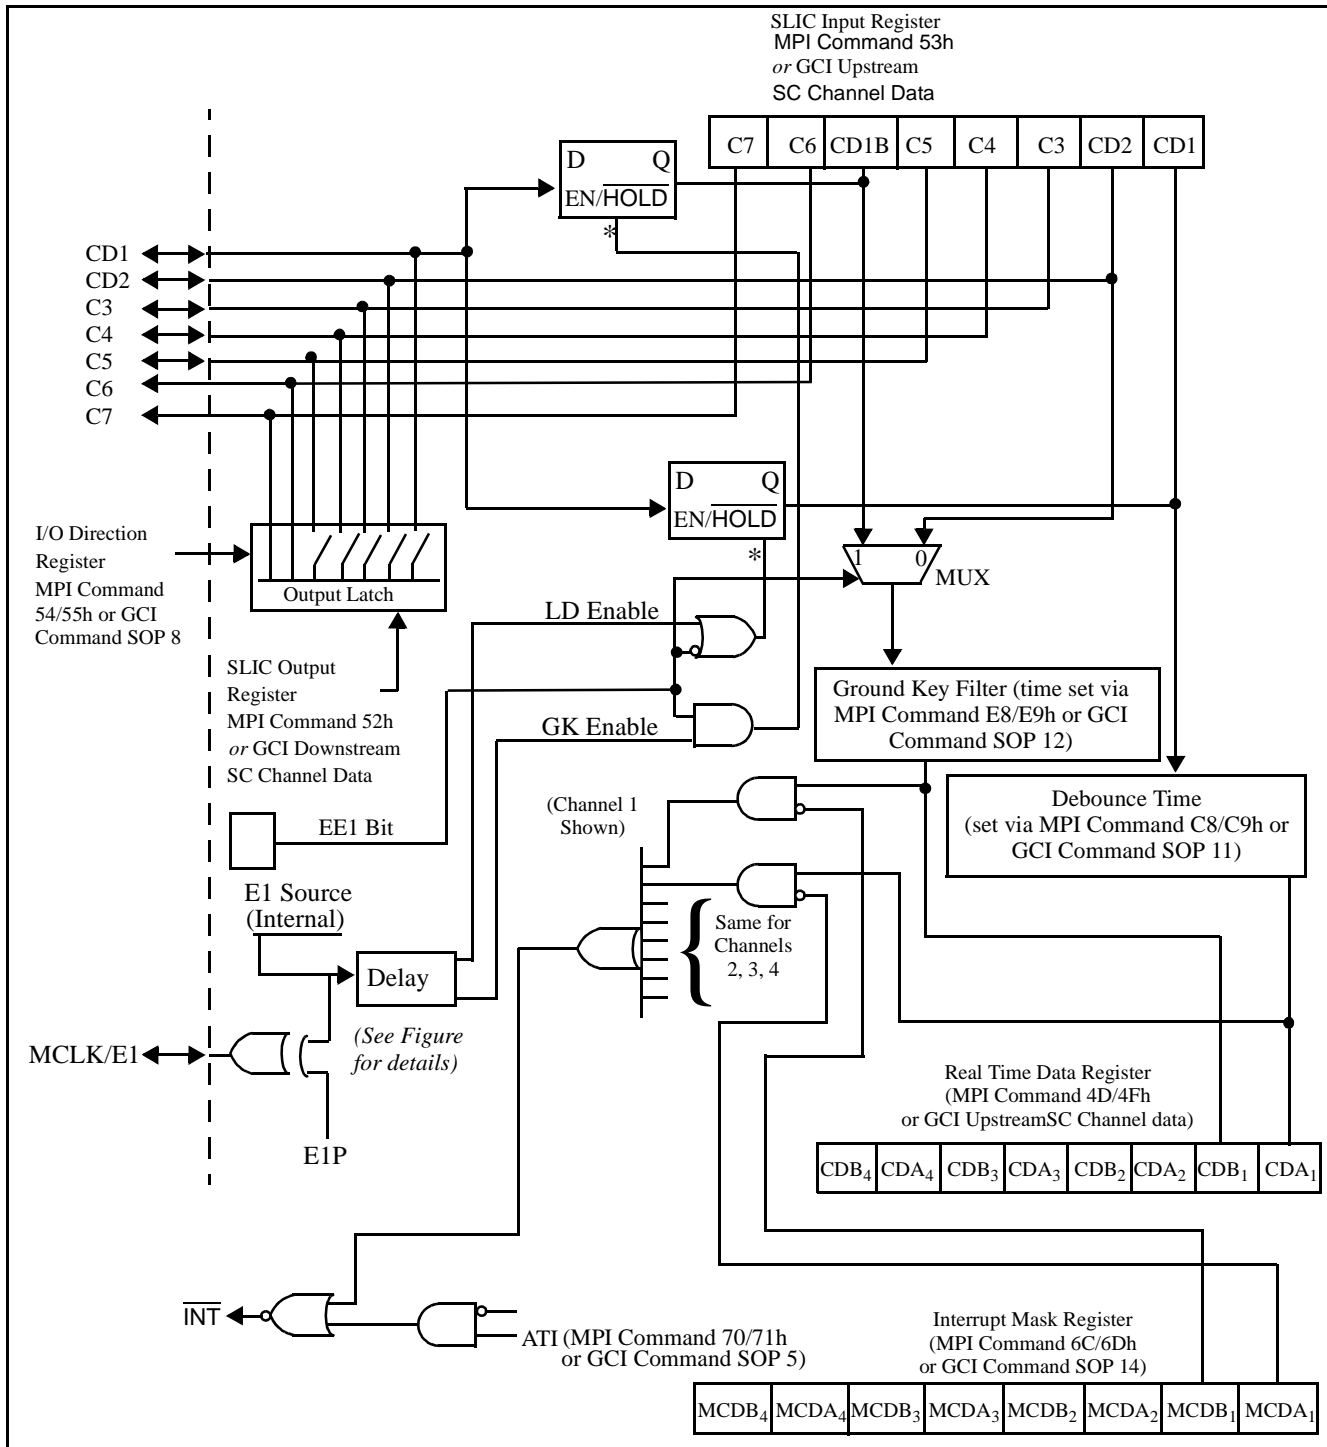 SLIC Input Register
MPI Command 53h
or GCI Upstream
SC Channel Data
C7 C6 CD1B C5 C4 C3 CD2 CD1
D Q
EN/HOLD
*
CD1
CD2
C3
C4
C5
C6
C7
D Q
EN/HOLD
*
I/O Direction
Register
MPI Command
54/55h or GCI
Command SOP 8
Output Latch
1 0
MUX
LD Enable
SLIC Output
Register
MPI Command 52h
or GCI Downstream
SC Channel Data
GK Enable
Ground Key Filter (time set via
MPI Command E8/E9h or GCI
Command SOP 12)
(Channel 1
Shown)
Debounce Time
(set via MPI Command C8/C9h or
GCI Command SOP 11)
EE1 Bit
E1 Source
(Internal)
Same for
Channels
2, 3, 4
Delay
(See Figure
for details)
MCLK/E1
E1P
Real Time Data Register
(MPI Command 4D/4Fh
or GCI UpstreamSC Channel data)
CDB4 CDA4 CDB3 CDA3 CDB2 CDA2 CDB1 CDA1
INT
ATI (MPI Command 70/71h
or GCI Command SOP 5)
Interrupt Mask Register
(MPI Command 6C/6Dh
or GCI Command SOP 14)
MCDB4 MCDA4 MCDB3 MCDA3 MCDB2 MCDA2 MCDB1 MCDA1